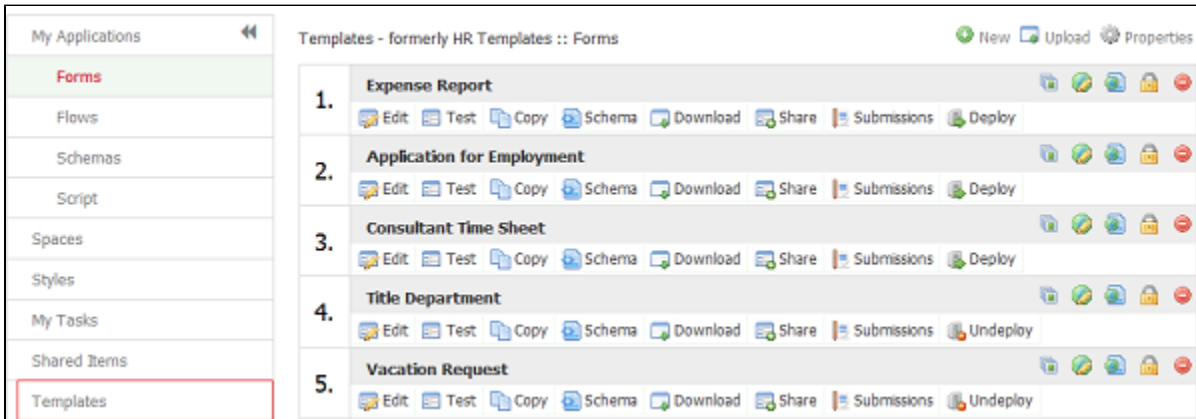 My Applications
Forms
Flows
Schemas
Script
Spaces
Styles
My Tasks
Shared Items
Templates
Templates - formerly HR Templates :: Forms
New Upload Properties
1. Expense Report
Edit Test Copy Schema Download Share Submissions Deploy
2. Application for Employment
Edit Test Copy Schema Download Share Submissions Deploy
3. Consultant Time Sheet
Edit Test Copy Schema Download Share Submissions Deploy
4. Title Department
Edit Test Copy Schema Download Share Submissions Undeploy
5. Vacation Request
Edit Test Copy Schema Download Share Submissions Undeploy